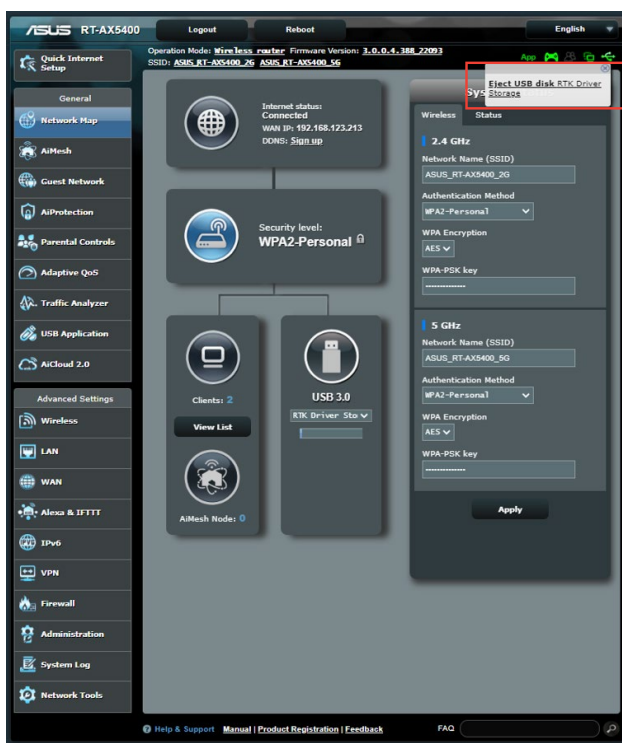 ASUS RT-AX5400
Logout
Reboot
English
Quick Internet
Setup
Operation Mode: Wireless router Firmware Version: 3.0.0.4.388_22093
SSID: ASUS_RT-AX5400_2G ASUS_RT-AX5400_5G
App
Eject USB disk RTK Driver
Storage
General
Network Map
AiMesh
Guest Network
AiProtection
Parental Controls
Adaptive QoS
Traffic Analyzer
USB Application
AiCloud 2.0
Advanced Settings
Wireless
LAN
WAN
Alexa & IFTTT
IPv6
VPN
Firewall
Administration
System Log
Network Tools
Internet status:
Connected
WAN IP: 192.168.123.213
DDNS: Sign up
Security level:
WPA2-Personal
Clients: 2
View List
AiMesh Node: 0
USB 3.0
RTK Driver Sto
Sys
Wireless
Status
2.4 GHz
Network Name (SSID)
ASUS_RT-AX5400_2G
Authentication Method
WPA2-Personal
WPA Encryption
AES
WPA-PSK key
--------------
5 GHz
Network Name (SSID)
ASUS_RT-AX5400_5G
Authentication Method
WPA2-Personal
WPA Encryption
AES
WPA-PSK key
--------------
Apply
Help & Support Manual | Product Registration | Feedback
FAQ